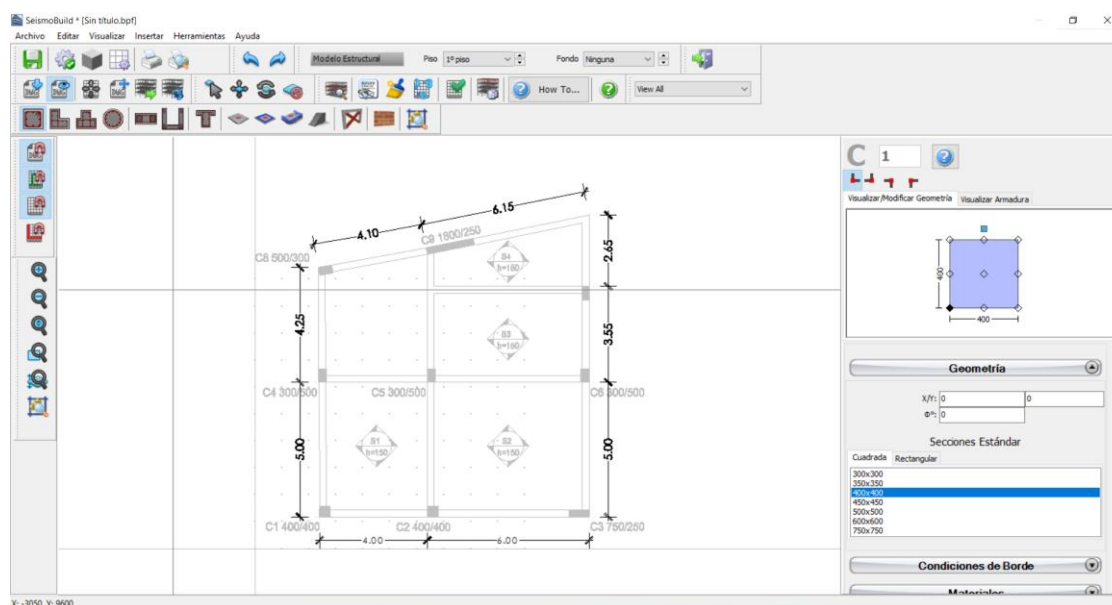 SeismoBuild * [Sin título.bpf]
Archivo Editar Visualizar Insertar Herramientas Ayuda
Modelo Estructural Piso 1º piso Fondo Ninguna
How To... View All
C 1
Visualizar/Modificar Geometría Visualizar Armadura
400
400
Geometría
X/Y: 0 0
0
Secciones Estándar
Cuadrada Rectangular
300x300
350x350
400x400
450x450
500x500
600x600
750x750
Condiciones de Borde
Materiales
6.15
4.10
C9 1800/250
C8 500/300
S4
h=150
2.65
4.25
S3
h=150
3.55
C4 300/500 C5 300/500 C6 300/500
5.00
S1
h=150
S2
h=150
5.00
C1 400/400 C2 400/400 C3 750/250
4.00 6.00
X: -3050 Y: 9600